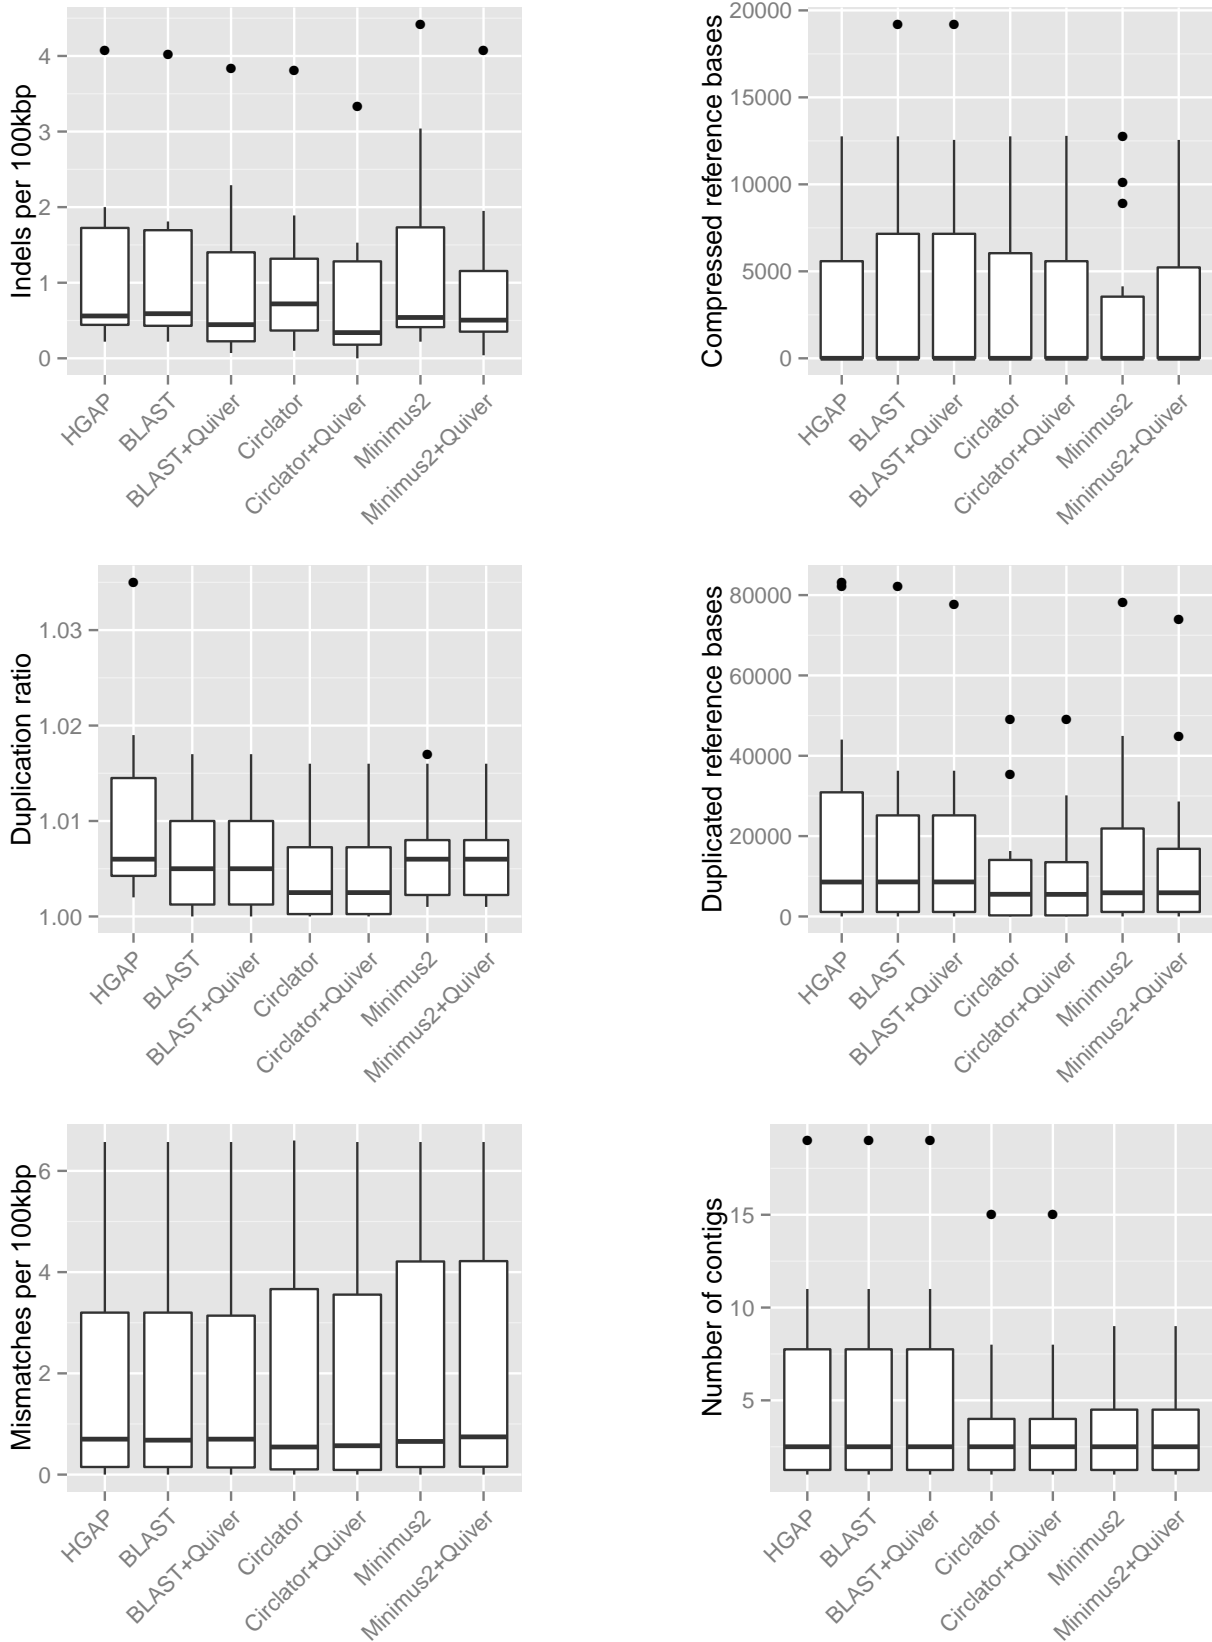 Indels per 100kbp
4
3
2
1
0
HGAP
BLAST
BLAST+Quiver
Circlator
Circlator+Quiver
Minimus2
Minimus2+Quiver
Compressed reference bases
20000
15000
10000
5000
0
HGAP
BLAST
BLAST+Quiver
Circlator
Circlator+Quiver
Minimus2
Minimus2+Quiver
Duplication ratio
1.03
1.02
1.01
1.00
HGAP
BLAST
BLAST+Quiver
Circlator
Circlator+Quiver
Minimus2
Minimus2+Quiver
Duplicated reference bases
80000
60000
40000
20000
0
HGAP
BLAST
BLAST+Quiver
Circlator
Circlator+Quiver
Minimus2
Minimus2+Quiver
Mismatches per 100kbp
6
4
2
0
HGAP
BLAST
BLAST+Quiver
Circlator
Circlator+Quiver
Minimus2
Minimus2+Quiver
Number of contigs
15
10
5
HGAP
BLAST
BLAST+Quiver
Circlator
Circlator+Quiver
Minimus2
Minimus2+Quiver